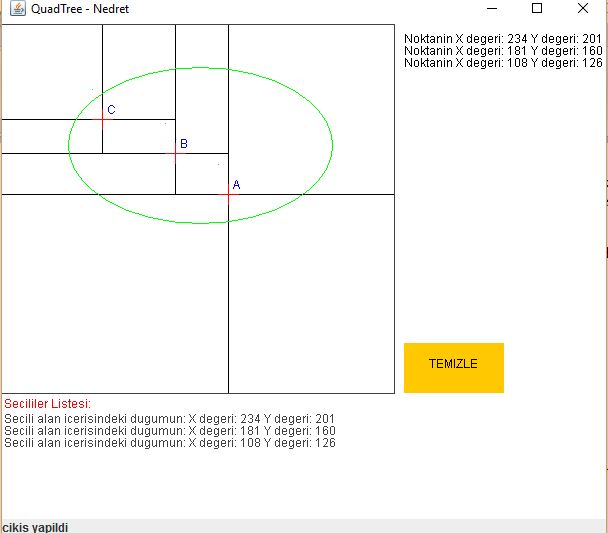 QuadTree - Nedret
Noktanin X degeri: 234 Y degeri: 201
Noktanin X degeri: 181 Y degeri: 160
Noktanin X degeri: 108 Y degeri: 126
C
B
A
TEMIZLE
Secililer Listesi:
Secili alan icerisindeki dugumun: X degeri: 234 Y degeri: 201
Secili alan icerisindeki dugumun: X degeri: 181 Y degeri: 160
Secili alan icerisindeki dugumun: X degeri: 108 Y degeri: 126
cikis yapildi